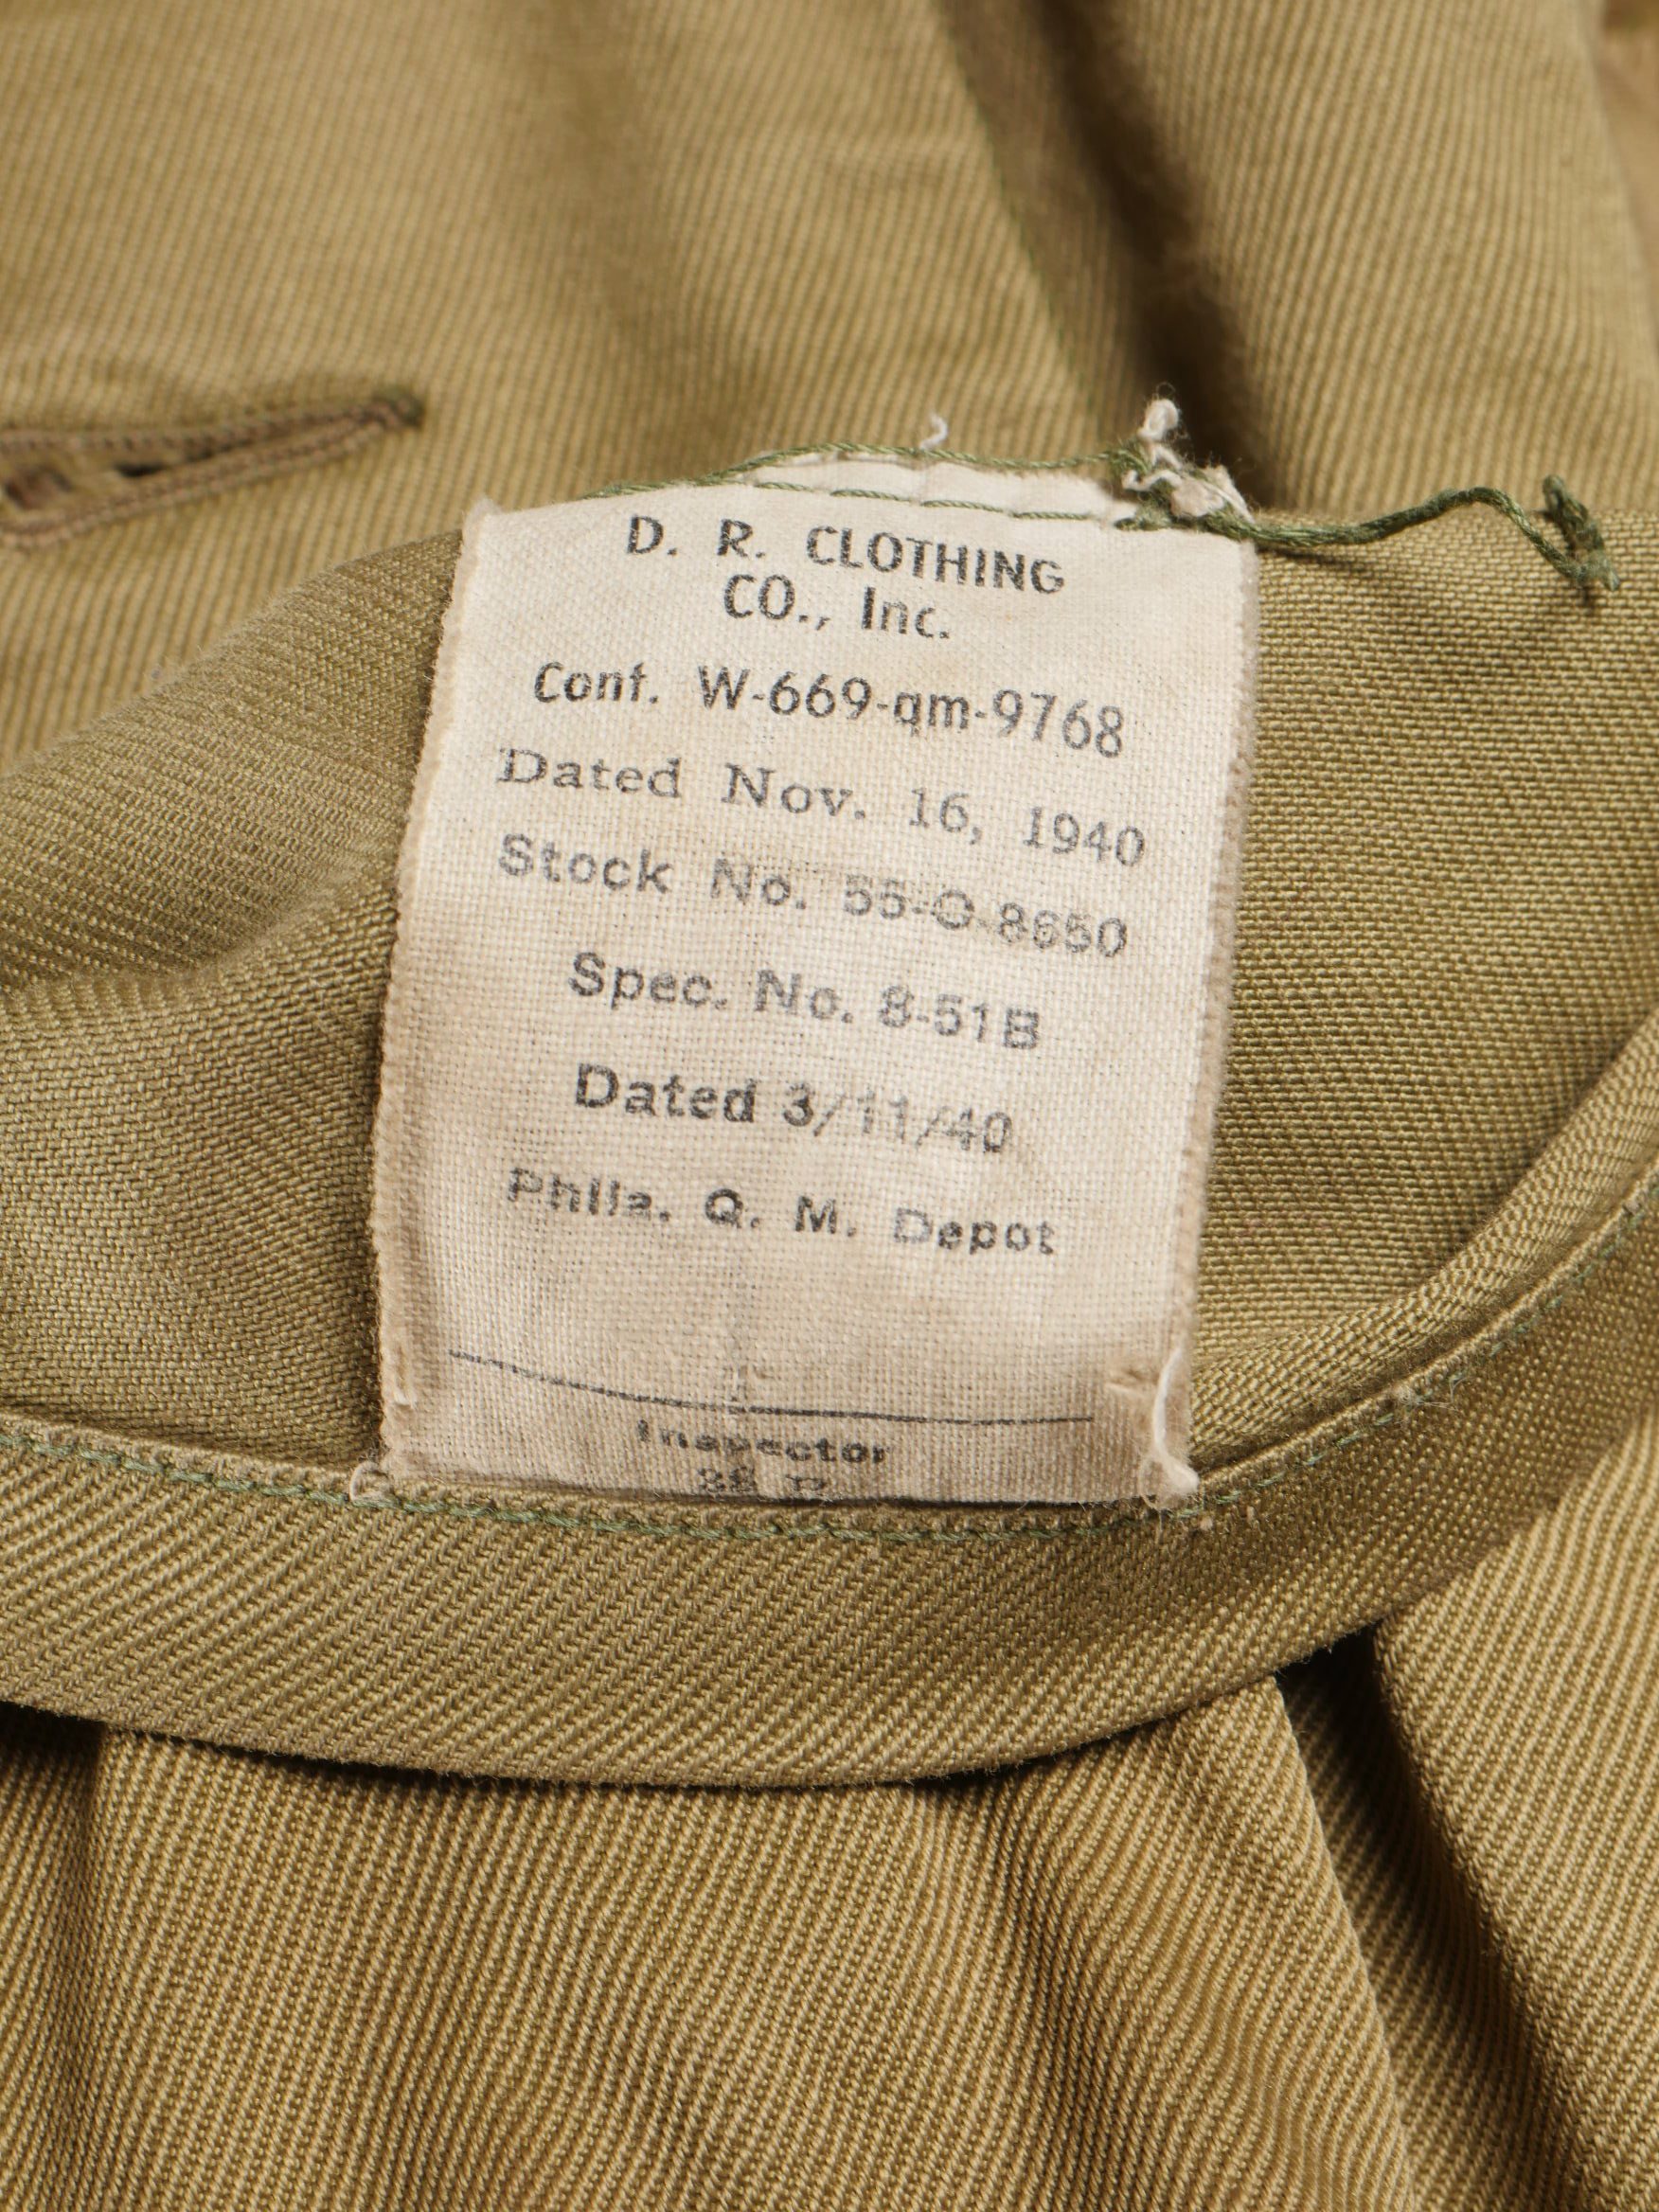 D. R. CLOTHING
CO., Inc.
Cont. W-669-qm-9768
Dated Nov. 16, 1940
Stock No. 55-O-8650
Spec. No. 8-51B
Dated 3/11/40
Phila. Q. M. Depot
Inspector